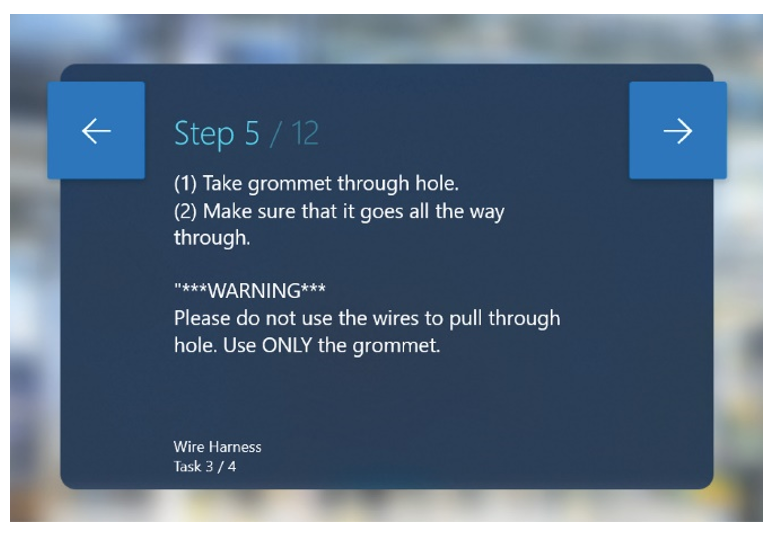 Step 5 / 12
(1) Take grommet through hole.
(2) Make sure that it goes all the way
through.
"***WARNING***
Please do not use the wires to pull through
hole. Use ONLY the grommet.
Wire Harness
Task 3 / 4